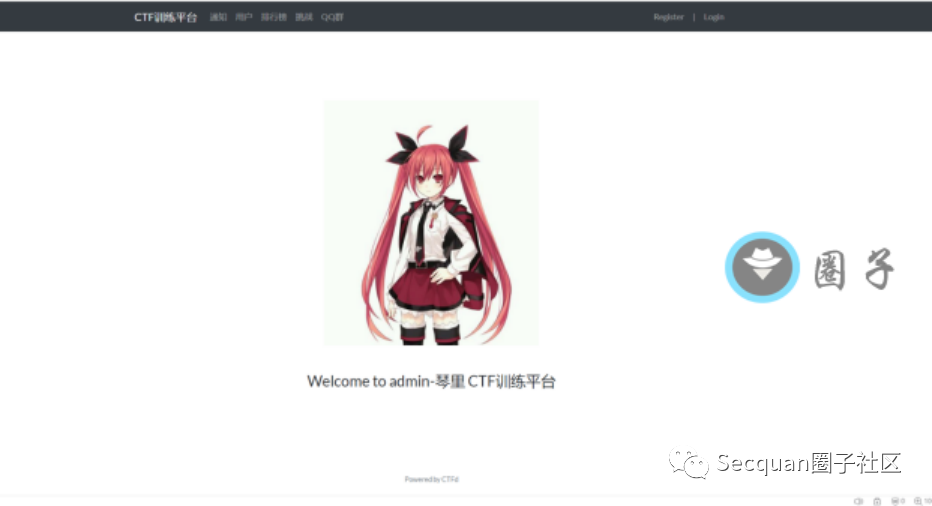 CTF训练平台 通知 用户 排行榜 挑战 QQ群 Register | Login
圈子
Welcome to admin-琴里 CTF训练平台
Secquan圈子社区
Powered by CTFd